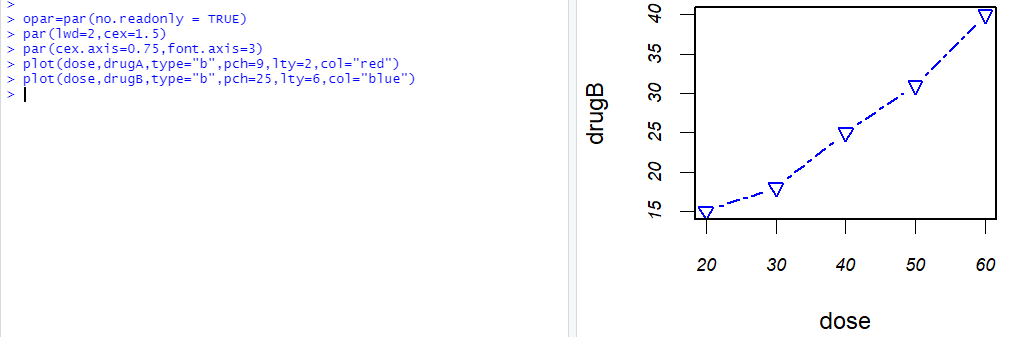 >
> opar=par(no.readonly = TRUE)
> par(lwd=2,cex=1.5)
> par(cex.axis=0.75,font.axis=3)
> plot(dose,drugA,type="b",pch=9,lty=2,col="red")
> plot(dose,drugB,type="b",pch=25,lty=6,col="blue")
>
drugB
40
35
30
25
20
15
20 30 40 50 60
dose